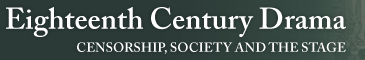 Eighteenth Century Drama
CENSORSHIP, SOCIETY AND THE STAGE